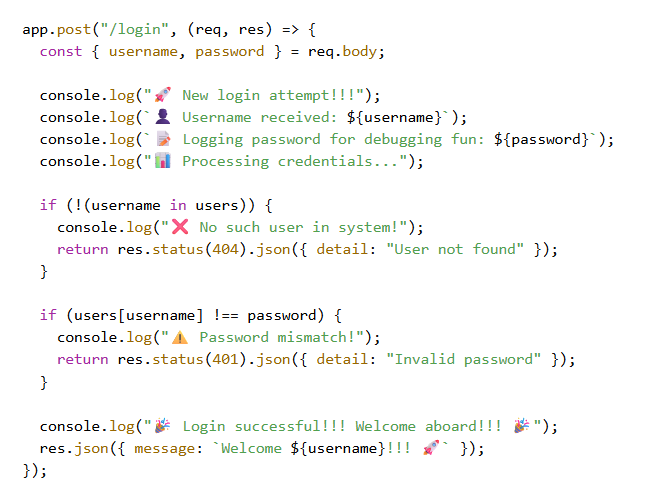 app.post("/login", (req, res) => {
  const { username, password } = req.body;

  console.log("🚀 New login attempt!!!");
  console.log(`👤 Username received: ${username}`);
  console.log(`📝 Logging password for debugging fun: ${password}`);
  console.log("📊 Processing credentials...");

  if (!(username in users)) {
    console.log("❌ No such user in system!");
    return res.status(404).json({ detail: "User not found" });
  }

  if (users[username] !== password) {
    console.log("⚠️ Password mismatch!");
    return res.status(401).json({ detail: "Invalid password" });
  }

  console.log("🎉 Login successful!!! Welcome aboard!!! 🎉");
  res.json({ message: `Welcome ${username}!!! 🚀` });
});